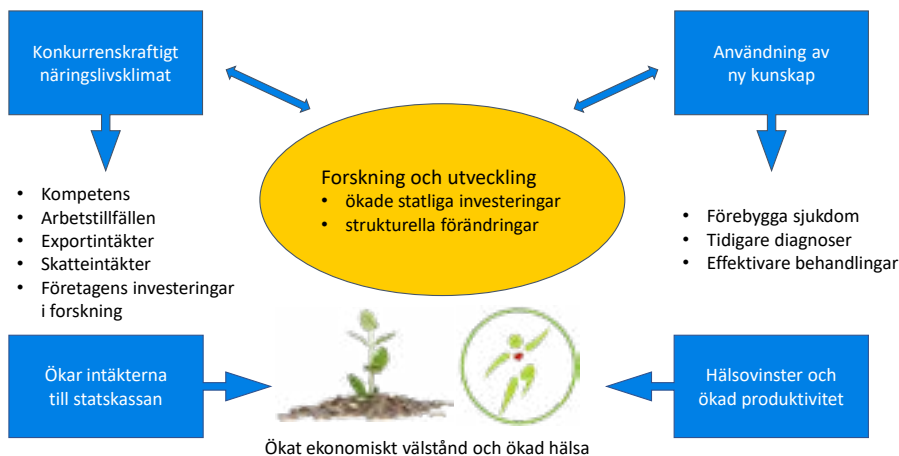 Konkurrenskraftigt
näringslivsklimat
Användning av
ny kunskap
Forskning och utveckling
• ökade statliga investeringar
• strukturella förändringar
• Kompetens
• Arbetstillfällen
• Exportintäkter
• Skatteintäkter
• Företagens investeringar
i forskning
• Förebygga sjukdom
• Tidigare diagnoser
• Effektivare behandlingar
Ökar intäkterna
till statskassan
Hälsovinster och
ökad produktivitet
Ökat ekonomiskt välstånd och ökad hälsa